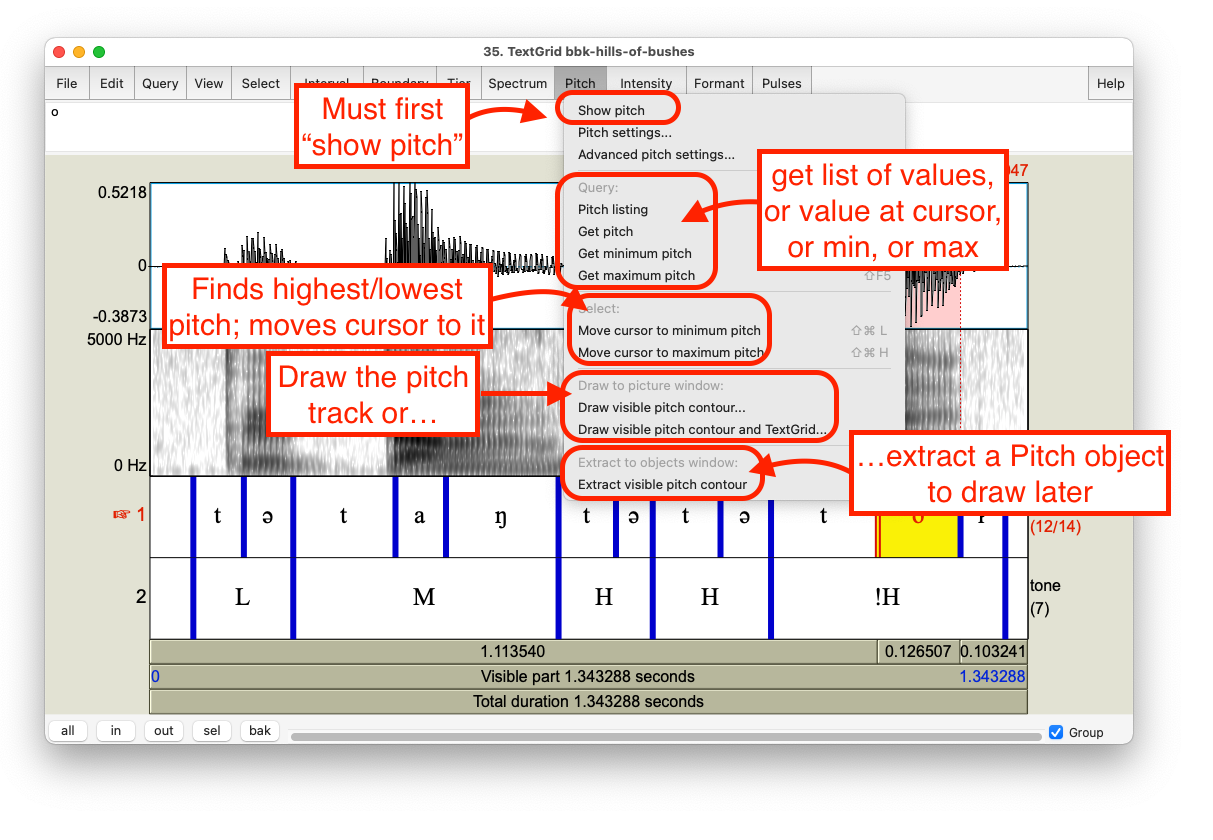 35. TextGrid bbk-hills-of-bushes
File Edit Query View Select Interval Boundary Tier Spectrum Pitch Intensity Formant Pulses Help
o
Must first
“show pitch”
Show pitch
Pitch settings...
Advanced pitch settings...
Query:
Pitch listing
Get pitch
Get minimum pitch
Get maximum pitch
⇧F5
get list of values,
or value at cursor,
or min, or max
047
0.5218
0
-0.3873
5000 Hz
0 Hz
Finds highest/lowest
pitch; moves cursor to it
Select:
Move cursor to minimum pitch ⇧⌘ L
Move cursor to maximum pitch ⇧⌘ H
Draw the pitch
track or…
Draw to picture window:
Draw visible pitch contour...
Draw visible pitch contour and TextGrid...
Extract to objects window:
Extract visible pitch contour
…extract a Pitch object
to draw later
☞ 1 t ə t a ŋ t ə t ə t o
(12/14)
2 L M H H !H tone
(7)
1.113540 0.126507 0.103241
0 Visible part 1.343288 seconds 1.343288
Total duration 1.343288 seconds
all in out sel bak Group